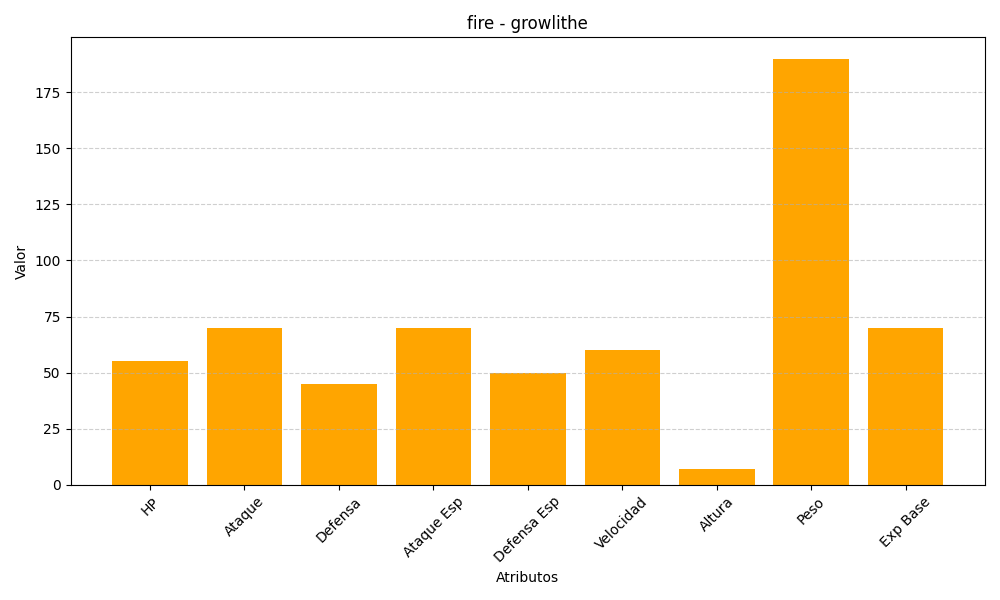 fire - growlithe
Valor
175
150
125
100
75
50
25
0
HP
Ataque
Defensa
Ataque Esp
Defensa Esp
Velocidad
Altura
Peso
Exp Base
Atributos